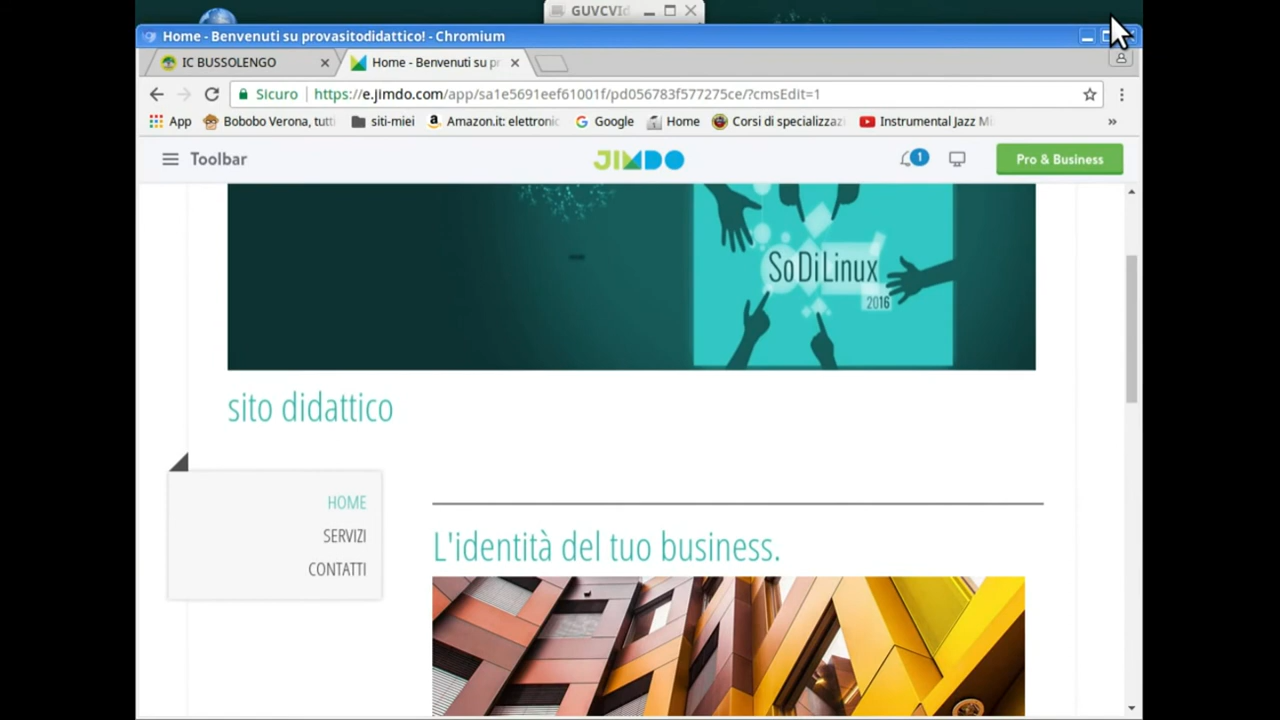 GUVCVI
Home - Benvenuti su provasitodidattico! - Chromium
IC BUSSOLENGO
Home - Benvenuti su p
Sicuro
https://e.jimdo.com/app/sa1e5691eef61001f/pd056783f577275ce/?cmsEdit=1
App
Bobobo Verona, tutt
siti-miei
Amazon.it: elettronic
Google
Home
Corsi di specializzazi
Instrumental Jazz M
»
Toolbar
JIMDO
1
Pro & Business
SoDiLinux
2016
sito didattico
HOME
SERVIZI
CONTATTI
L'identità del tuo business.